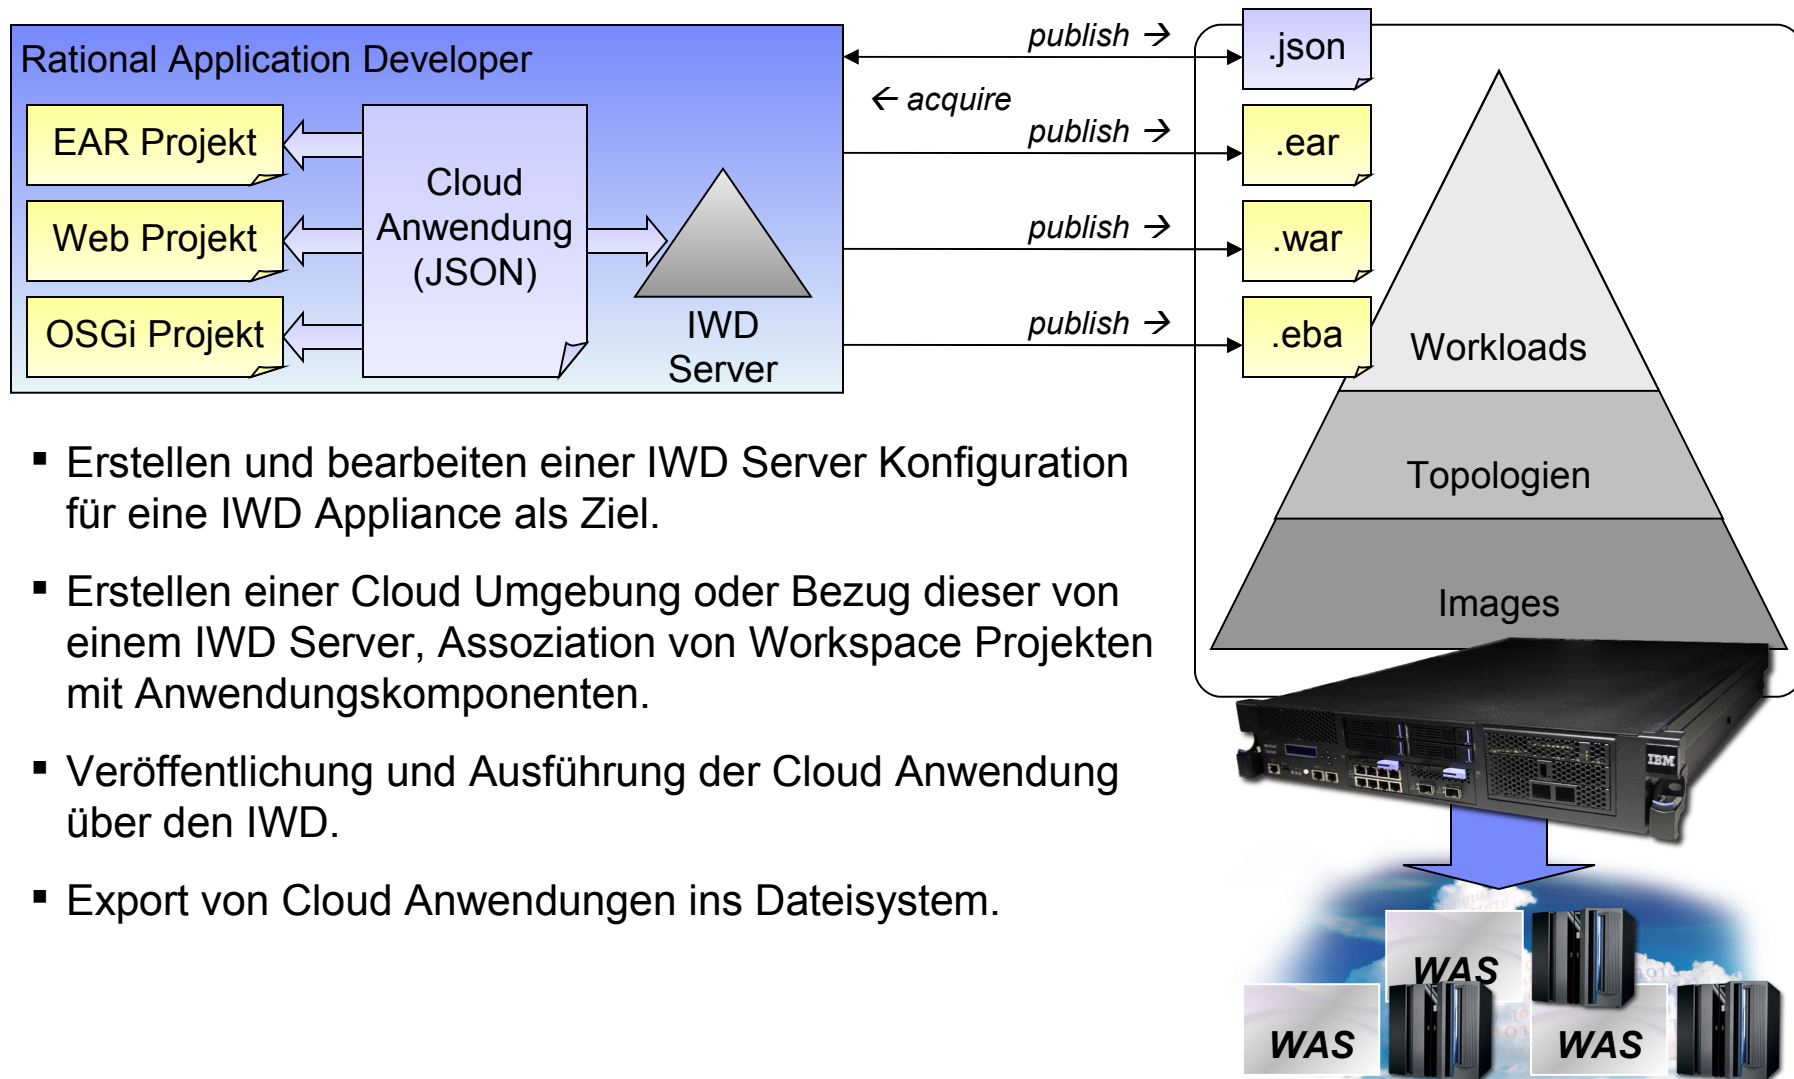 Rational Application Developer
EAR Projekt
Web Projekt
OSGi Projekt
Cloud
Anwendung
(JSON)
IWD
Server
publish →
← acquire
publish →
publish →
publish →
.json
.ear
.war
.eba
Workloads
Topologien
Images
▪ Erstellen und bearbeiten einer IWD Server Konfiguration
für eine IWD Appliance als Ziel.
▪ Erstellen einer Cloud Umgebung oder Bezug dieser von
einem IWD Server, Assoziation von Workspace Projekten
mit Anwendungskomponenten.
▪ Veröffentlichung und Ausführung der Cloud Anwendung
über den IWD.
▪ Export von Cloud Anwendungen ins Dateisystem.
IBM
WAS
WAS
WAS